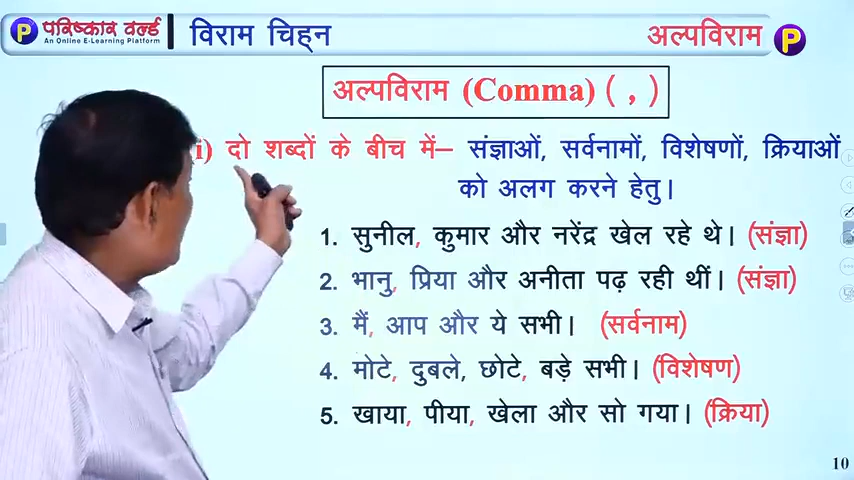 परिष्कार वर्ल्ड
An Online E-Learning Platform
विराम चिह्न
अल्पविराम
अल्पविराम (Comma) ( , )
i) दो शब्दों के बीच में– संज्ञाओं, सर्वनामों, विशेषणों, क्रियाओं
को अलग करने हेतु।
1. सुनील, कुमार और नरेंद्र खेल रहे थे। (संज्ञा)
2. भानु, प्रिया और अनीता पढ़ रही थीं। (संज्ञा)
3. मैं, आप और ये सभी। (सर्वनाम)
4. मोटे, दुबले, छोटे, बड़े सभी। (विशेषण)
5. खाया, पीया, खेला और सो गया। (क्रिया)
10